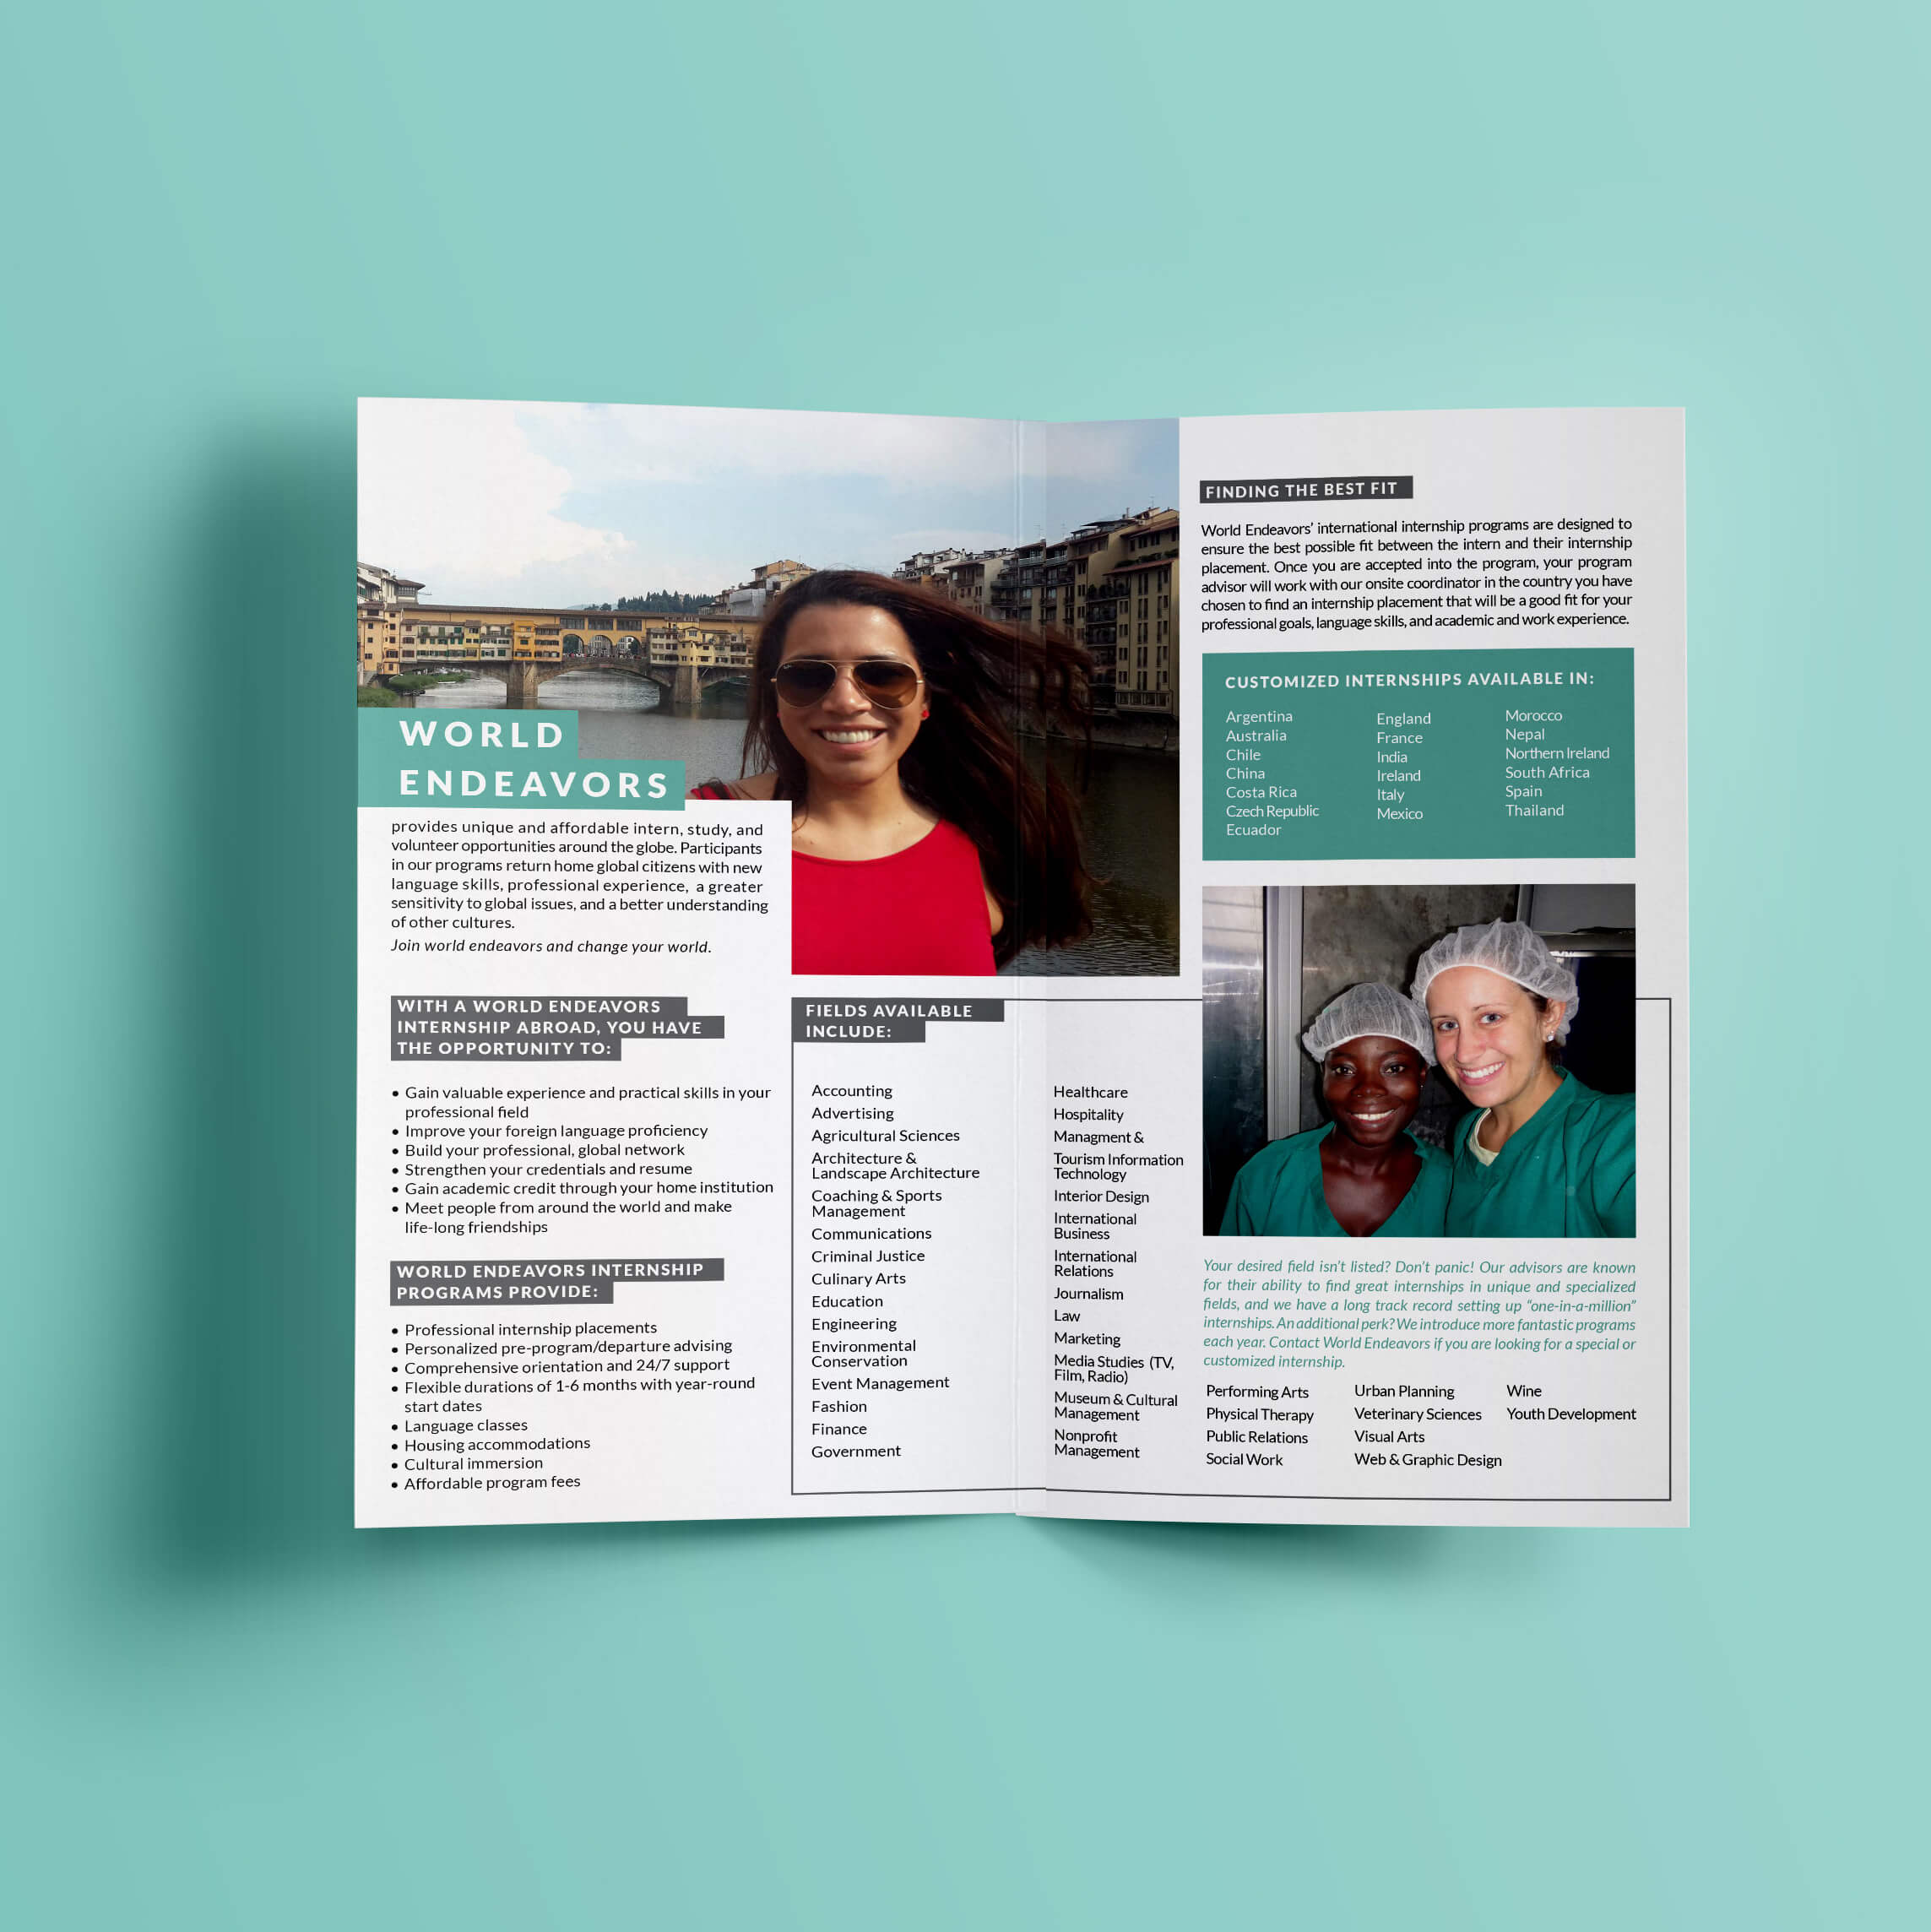 WORLD
ENDEAVORS
provides unique and affordable intern, study, and
volunteer opportunities around the globe. Participants
in our programs return home global citizens with new
language skills, professional experience, a greater
sensitivity to global issues, and a better understanding
of other cultures.
Join world endeavors and change your world.
WITH A WORLD ENDEAVORS
INTERNSHIP ABROAD, YOU HAVE
THE OPPORTUNITY TO:
• Gain valuable experience and practical skills in your
professional field
• Improve your foreign language proficiency
• Build your professional, global network
• Strengthen your credentials and resume
• Gain academic credit through your home institution
• Meet people from around the world and make
life-long friendships
WORLD ENDEAVORS INTERNSHIP
PROGRAMS PROVIDE:
• Professional internship placements
• Personalized pre-program/departure advising
• Comprehensive orientation and 24/7 support
• Flexible durations of 1-6 months with year-round
start dates
• Language classes
• Housing accommodations
• Cultural immersion
• Affordable program fees
FIELDS AVAILABLE
INCLUDE:
Accounting
Advertising
Agricultural Sciences
Architecture &
Landscape Architecture
Coaching & Sports
Management
Communications
Criminal Justice
Culinary Arts
Education
Engineering
Environmental
Conservation
Event Management
Fashion
Finance
Government
Healthcare
Hospitality
Managment &
Tourism Information
Technology
Interior Design
International
Business
International
Relations
Journalism
Law
Marketing
Media Studies (TV,
Film, Radio)
Museum & Cultural
Management
Nonprofit
Management
FINDING THE BEST FIT
World Endeavors' international internship programs are designed to
ensure the best possible fit between the intern and their internship
placement. Once you are accepted into the program, your program
advisor will work with our onsite coordinator in the country you have
chosen to find an internship placement that will be a good fit for your
professional goals, language skills, and academic and work experience.
CUSTOMIZED INTERNSHIPS AVAILABLE IN:
Argentina
Australia
Chile
China
Costa Rica
Czech Republic
Ecuador
England
France
India
Ireland
Italy
Mexico
Morocco
Nepal
Northern Ireland
South Africa
Spain
Thailand
Your desired field isn't listed? Don't panic! Our advisors are known
for their ability to find great internships in unique and specialized
fields, and we have a long track record setting up "one-in-a-million"
internships. An additional perk? We introduce more fantastic programs
each year. Contact World Endeavors if you are looking for a special or
customized internship.
Performing Arts
Physical Therapy
Public Relations
Social Work
Urban Planning
Veterinary Sciences
Visual Arts
Web & Graphic Design
Wine
Youth Development